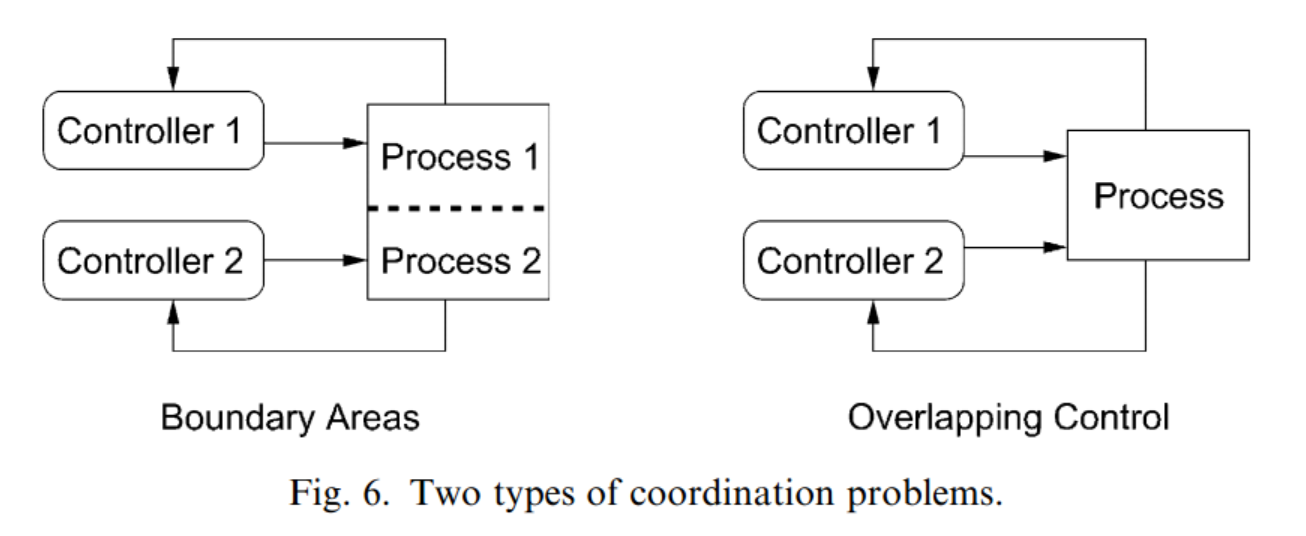 Controller 1
Process 1
Controller 2
Process 2
Boundary Areas
Controller 1
Process
Controller 2
Overlapping Control
Fig. 6. Two types of coordination problems.